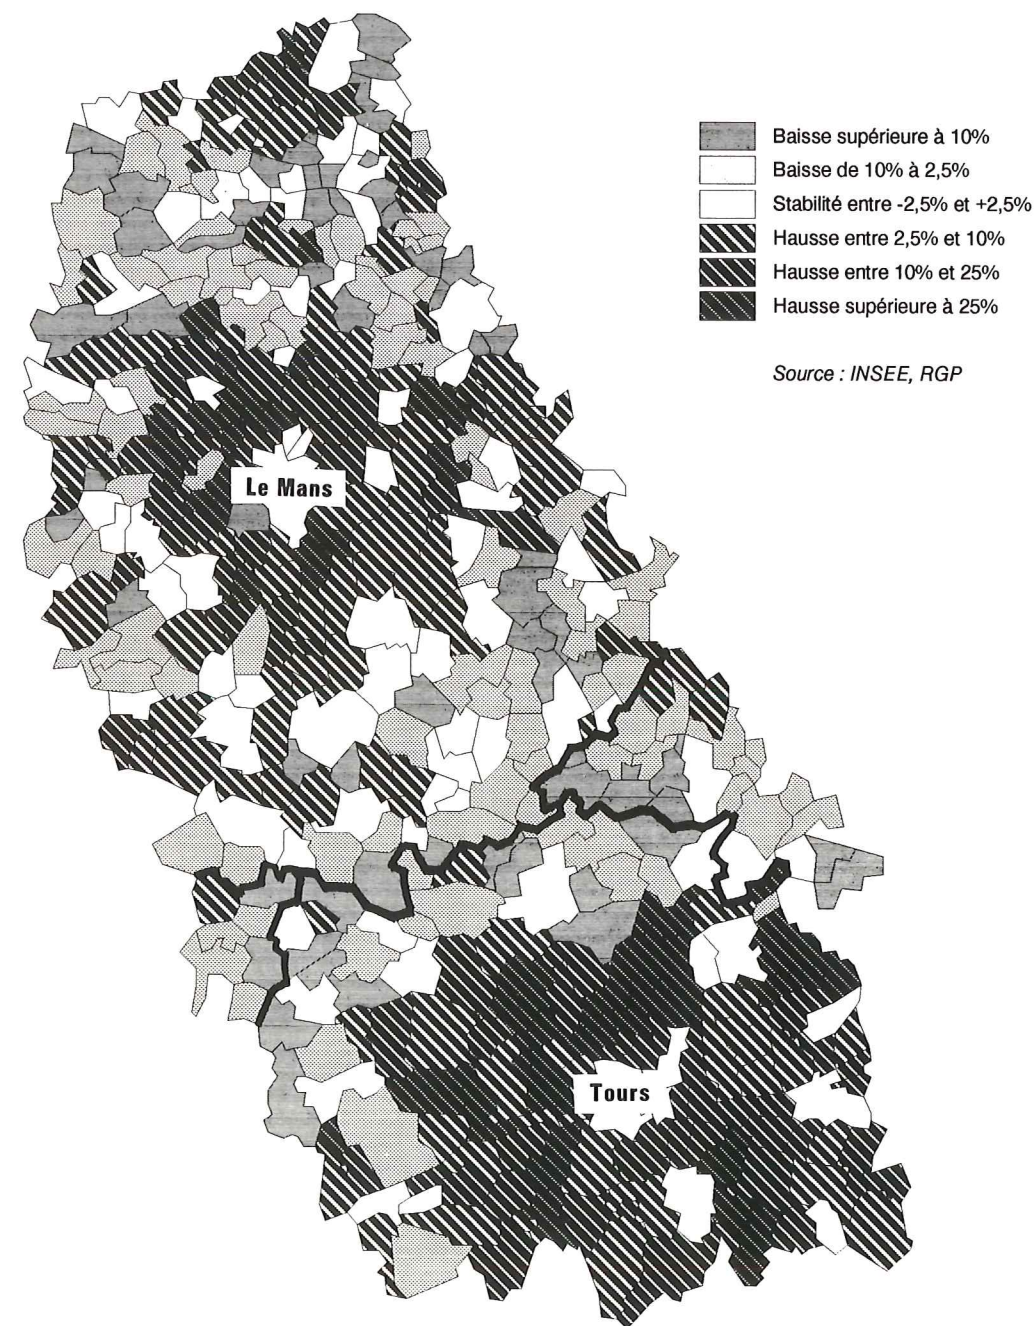 Baisse supérieure à 10%
Baisse de 10% à 2,5%
Stabilité entre -2,5% et +2,5%
Hausse entre 2,5% et 10%
Hausse entre 10% et 25%
Hausse supérieure à 25%
Source : INSEE, RGP
Le Mans
Tours